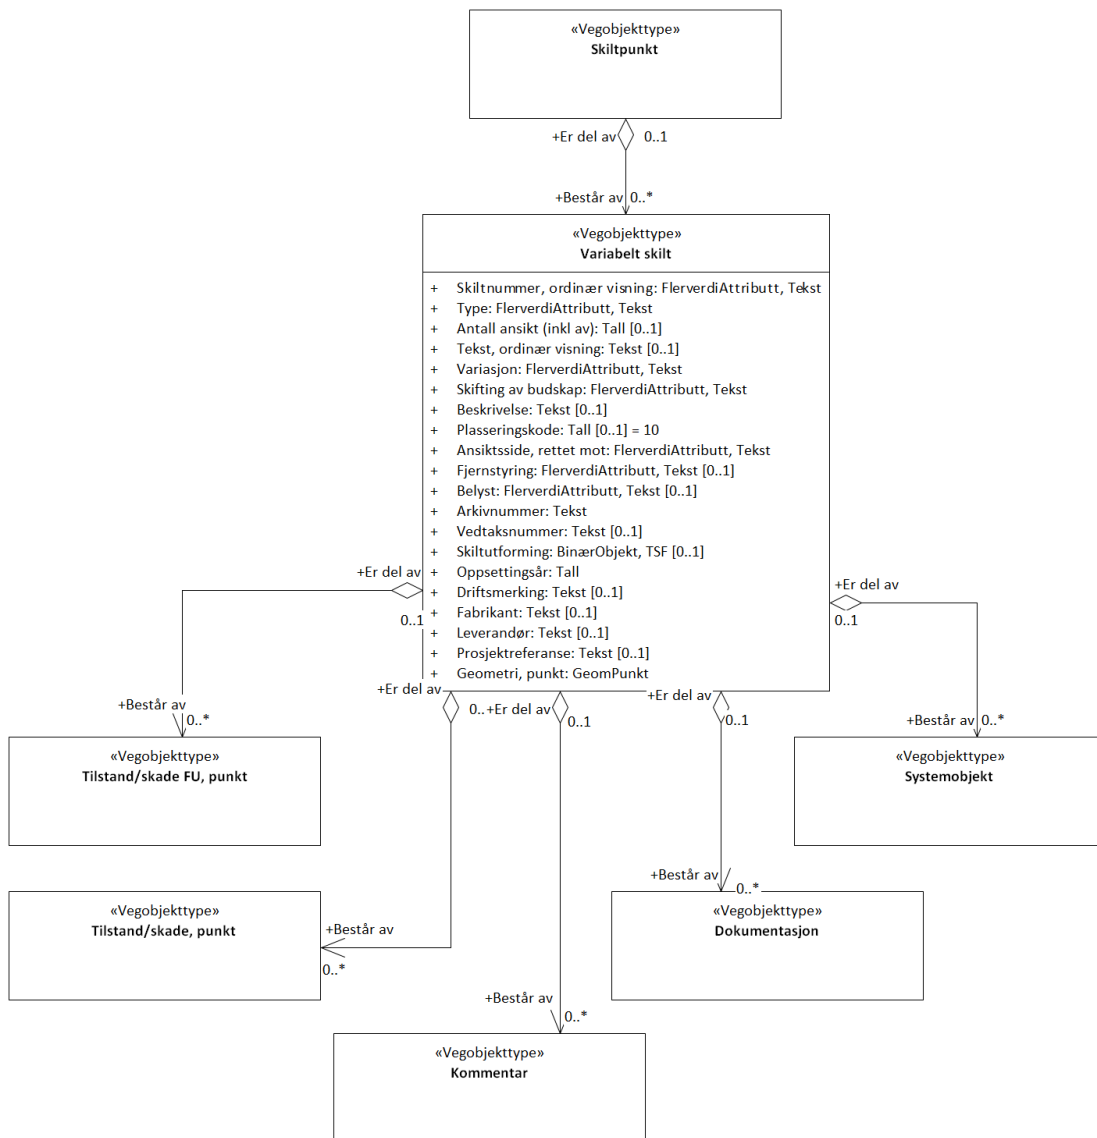 «Vegobjekttype»
Skiltpunkt
+Er del av 0..1
+Består av 0..*
«Vegobjekttype»
Variabelt skilt
+ Skiltnummer, ordinær visning: FlerverdiAttributt, Tekst
+ Type: FlerverdiAttributt, Tekst
+ Antall ansikt (inkl av): Tall [0..1]
+ Tekst, ordinær visning: Tekst [0..1]
+ Variasjon: FlerverdiAttributt, Tekst
+ Skifting av budskap: FlerverdiAttributt, Tekst
+ Beskrivelse: Tekst [0..1]
+ Plasseringskode: Tall [0..1] = 10
+ Ansiktsside, rettet mot: FlerverdiAttributt, Tekst
+ Fjernstyring: FlerverdiAttributt, Tekst [0..1]
+ Belyst: FlerverdiAttributt, Tekst [0..1]
+ Arkivnummer: Tekst
+ Vedtaksnummer: Tekst [0..1]
+ Skiltutforming: BinærObjekt, TSF [0..1]
+ Oppsettingsår: Tall
+ Driftsmerking: Tekst [0..1]
+ Fabrikant: Tekst [0..1]
+ Leverandør: Tekst [0..1]
+ Prosjektreferanse: Tekst [0..1]
+ Geometri, punkt: GeomPunkt
+Er del av
0..1
+Er del av
0..1
+Er del av
0..
+Er del av
0..1
+Er del av
0..1
+Består av
0..*
+Består av 0..*
«Vegobjekttype»
Tilstand/skade FU, punkt
«Vegobjekttype»
Systemobjekt
+Består av
0..*
«Vegobjekttype»
Tilstand/skade, punkt
+Består av
0..*
«Vegobjekttype»
Dokumentasjon
+Består av
0..*
«Vegobjekttype»
Kommentar